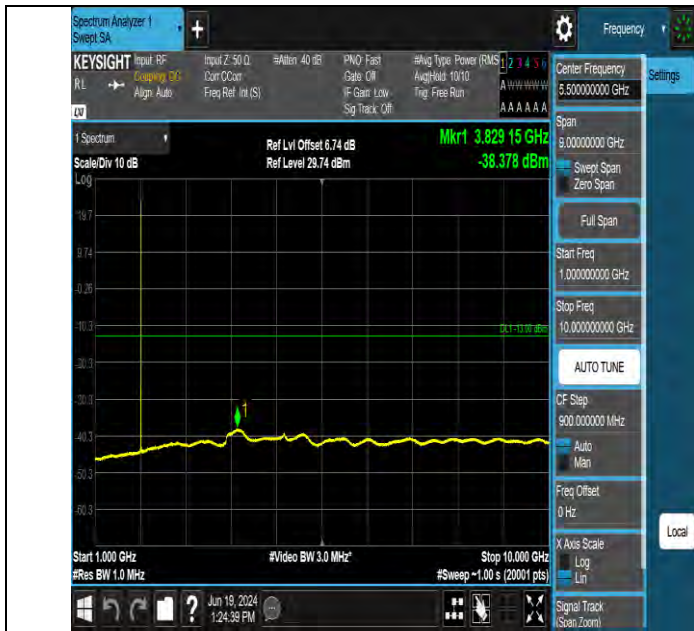 Spectrum Analyzer 1
Swept SA
+
Frequency
KEYSIGHT
RL
LXI
Input: RF
Coupling: DC
Align: Auto
Input Z: 50 Ω
Corr CCorr
Freq Ref: Int (S)
#Atten: 40 dB
PNO: Fast
Gate: Off
IF Gain: Low
Sig Track: Off
#Avg Type: Power (RMS
Avg|Hold: 10/10
Trig: Free Run
1 2 3 4 5 6
A W W W W W
A A A A A A
Center Frequency
5.500000000 GHz
Settings
Span
9.00000000 GHz
Swept Span
Zero Span
Full Span
Start Freq
1.000000000 GHz
Stop Freq
10.000000000 GHz
AUTO TUNE
CF Step
900.000000 MHz
Auto
Man
Freq Offset
0 Hz
X Axis Scale
Log
Lin
Local
Signal Track
(Span Zoom)
1 Spectrum
Scale/Div 10 dB
Ref Lvl Offset 6.74 dB
Ref Level 29.74 dBm
Mkr1 3.829 15 GHz
-38.378 dBm
Log
19.7
9.74
-0.26
-10.3
DL1 -13.00 dBm
-20.3
-30.3
1
-40.3
-50.3
-60.3
Start 1.000 GHz
#Res BW 1.0 MHz
#Video BW 3.0 MHz*
Stop 10.000 GHz
#Sweep ~1.00 s (20001 pts)
?
Jun 19, 2024
1:24:39 PM